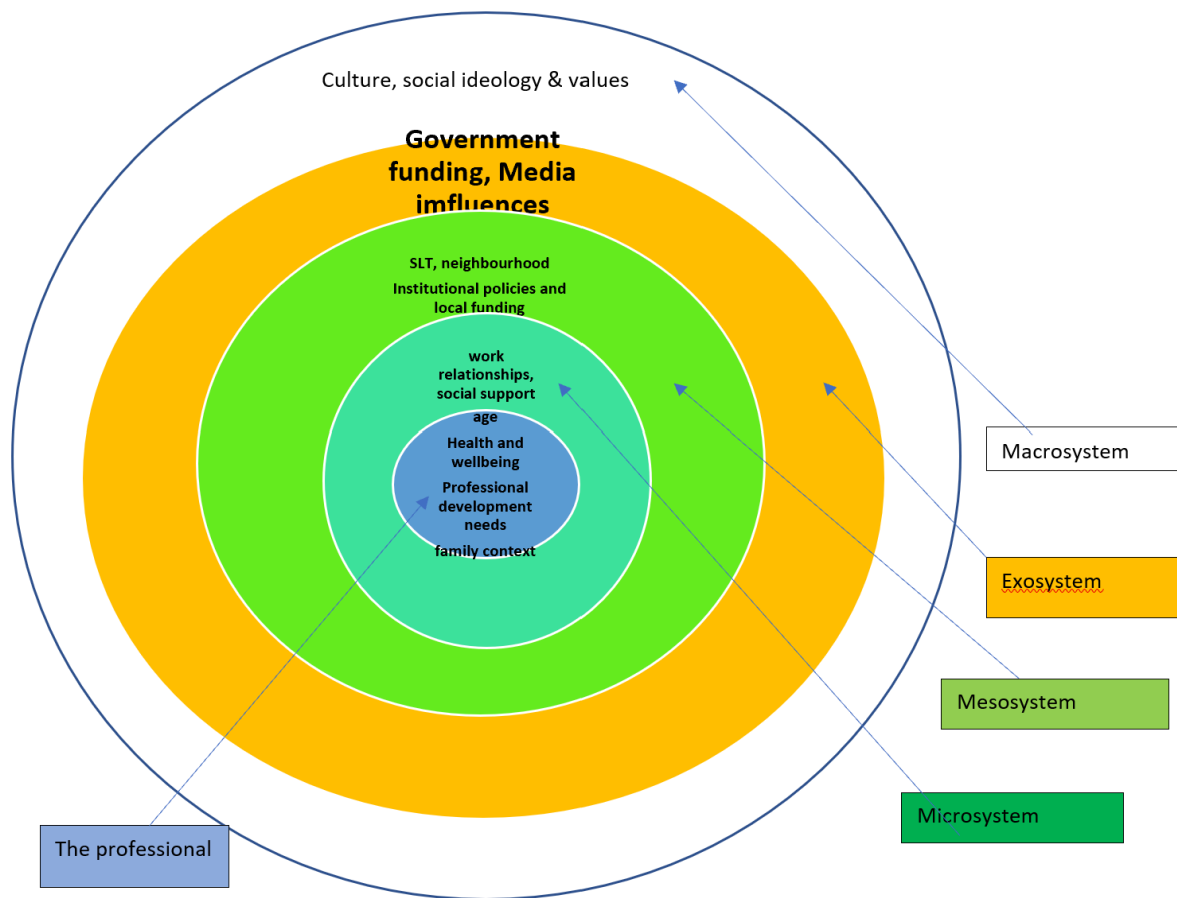 Culture, social ideology & values
Government
funding, Media
imfluences
SLT, neighbourhood
Institutional policies and
local funding
work
relationships,
social support
age
Health and
wellbeing
Professional
development
needs
family context
Macrosystem
Exosystem
Mesosystem
Microsystem
The professional